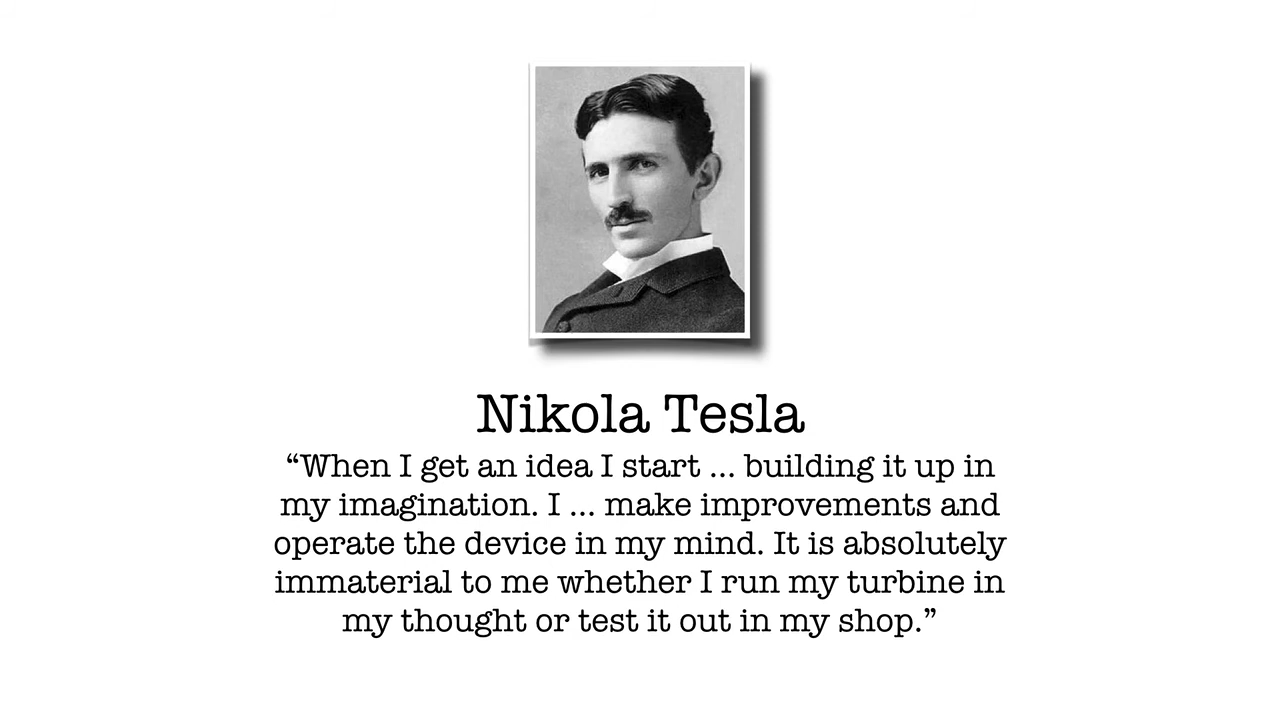 Nikola Tesla
“When I get an idea I start ... building it up in
my imagination. I ... make improvements and
operate the device in my mind. It is absolutely
immaterial to me whether I run my turbine in
my thought or test it out in my shop.”